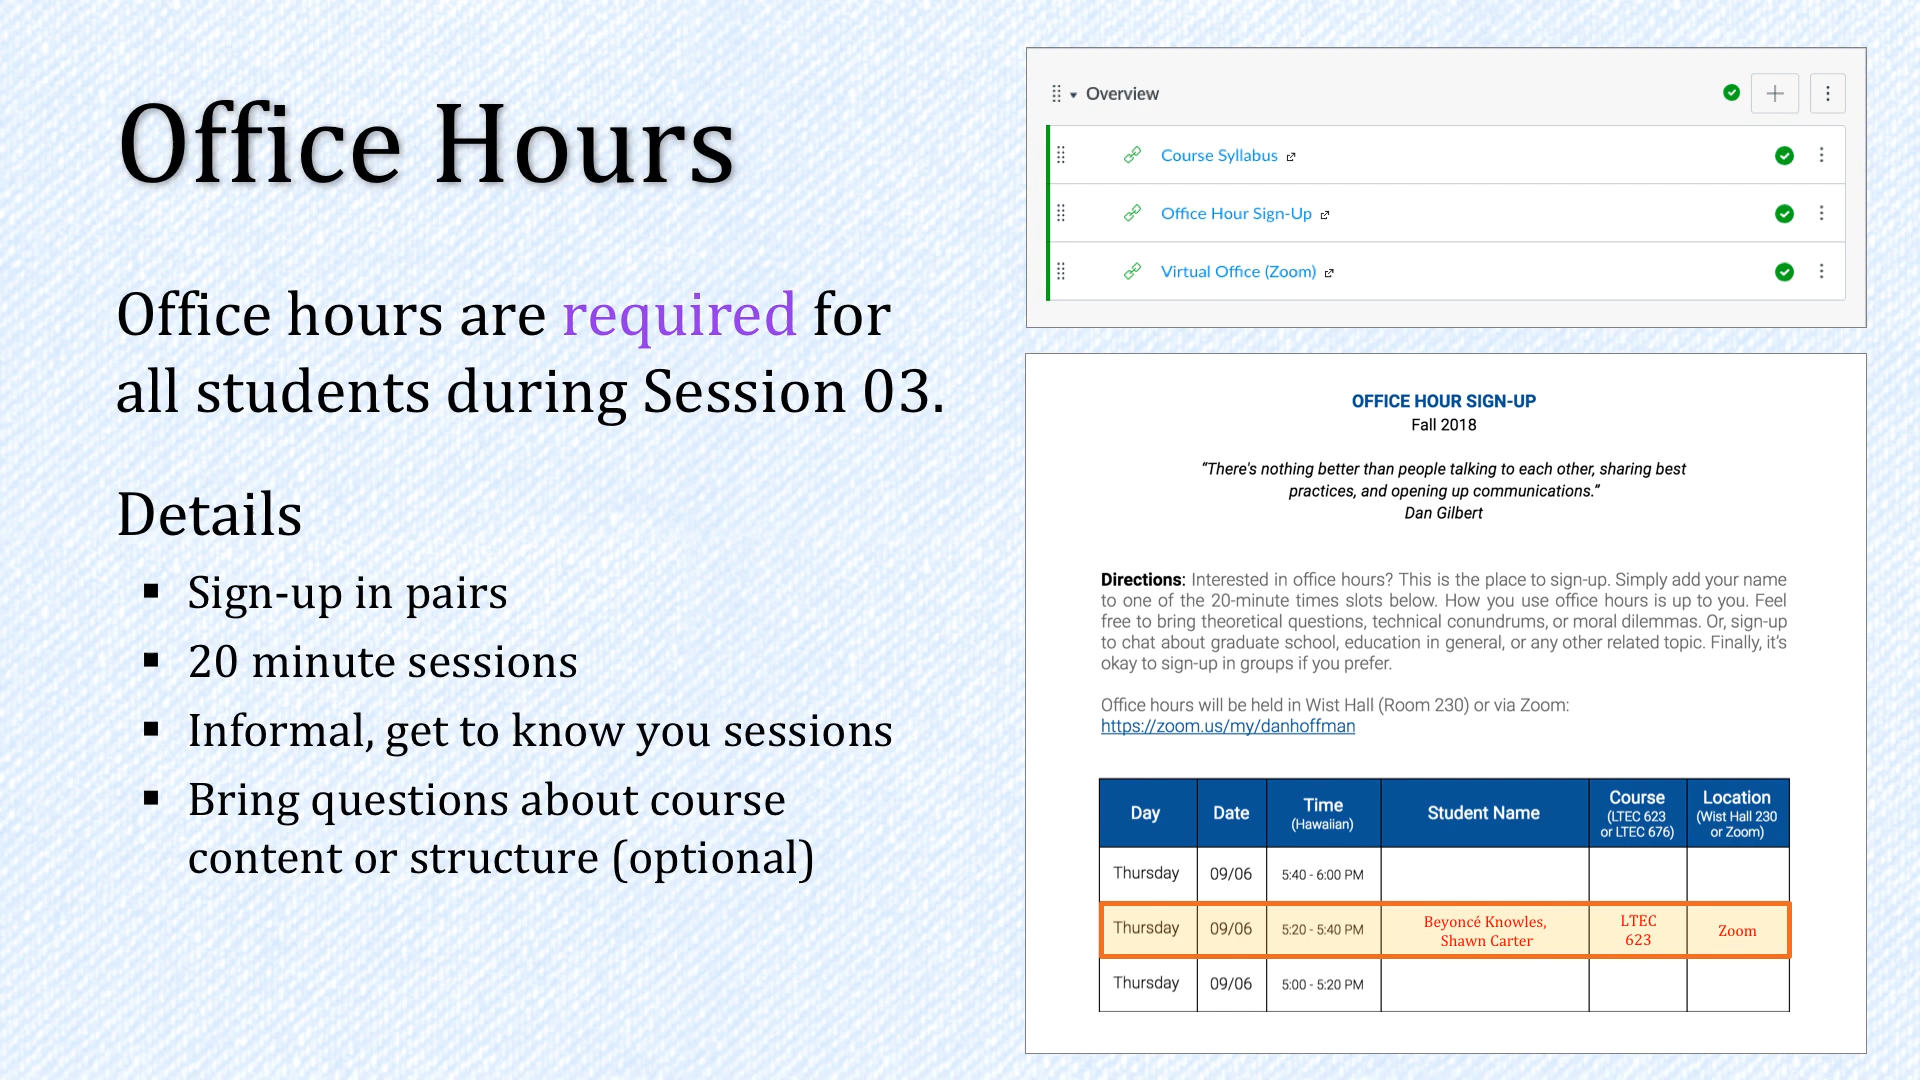 Office Hours
Office hours are required for
all students during Session 03.
Details
▪ Sign-up in pairs
▪ 20 minute sessions
▪ Informal, get to know you sessions
▪ Bring questions about course
content or structure (optional)
Overview
Course Syllabus
Office Hour Sign-Up
Virtual Office (Zoom)
OFFICE HOUR SIGN-UP
Fall 2018
“There's nothing better than people talking to each other, sharing best
practices, and opening up communications.”
Dan Gilbert
Directions: Interested in office hours? This is the place to sign-up. Simply add your name
to one of the 20-minute times slots below. How you use office hours is up to you. Feel
free to bring theoretical questions, technical conundrums, or moral dilemmas. Or, sign-up
to chat about graduate school, education in general, or any other related topic. Finally, it’s
okay to sign-up in groups if you prefer.
Office hours will be held in Wist Hall (Room 230) or via Zoom:
https://zoom.us/my/danhoffman
Day Date Time (Hawaiian) Student Name Course (LTEC 623 or LTEC 676) Location (Wist Hall 230 or Zoom)
Thursday 09/06 5:40 - 6:00 PM
Thursday 09/06 5:20 - 5:40 PM Beyoncé Knowles, Shawn Carter LTEC 623 Zoom
Thursday 09/06 5:00 - 5:20 PM